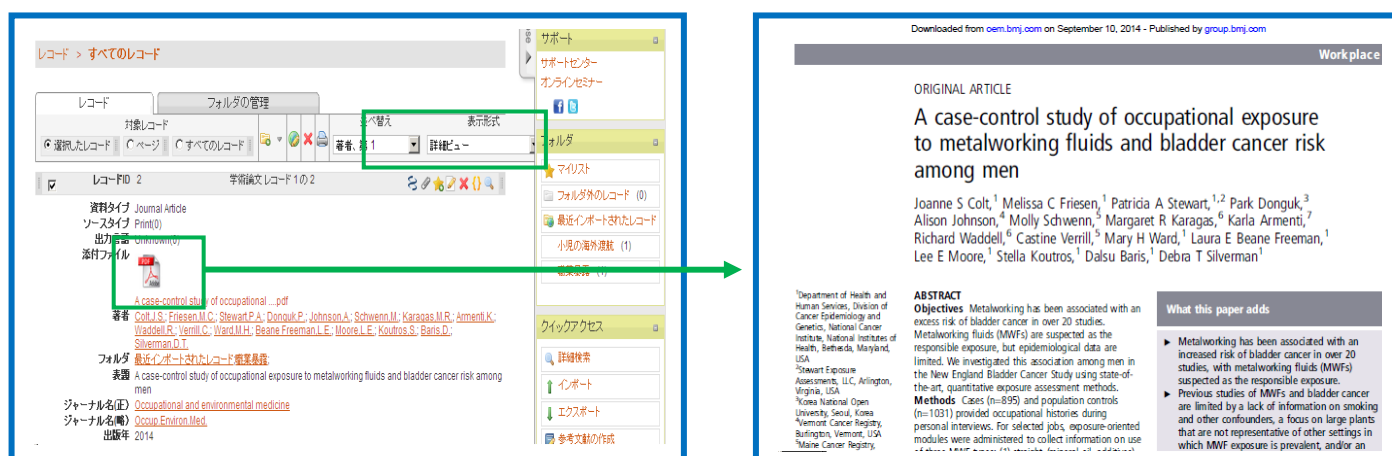 レコード > すべてのレコード
レコード
フォルダの管理
対象レコード
並べ替え
表示形式
選択したレコード
ページ
すべてのレコード
著者、第 1
詳細ビュー
レコードID 2
学術論文 レコード 1の 2
資料タイプ Journal Article
ソースタイプ Print(0)
出力言語 Unknown(0)
添付ファイル
PDF
A case-control study of occupational ....pdf
著者 Colt,J.S.; Friesen,M.C.; Stewart,P.A.; Donguk,P.; Johnson,A.; Schwenn,M.; Karagas,M.R.; Armenti,K.;
Waddell,R.; Verrill,C.; Ward,M.H.; Beane Freeman,L.E.; Moore,L.E.; Koutros,S.; Baris,D.;
Silverman,D.T.
フォルダ 最近インポートされたレコード;職業暴露;
表題 A case-control study of occupational exposure to metalworking fluids and bladder cancer risk among
men
ジャーナル名(正) Occupational and environmental medicine
ジャーナル名(略) Occup.Environ.Med.
出版年 2014
サポート
サポートセンター
オンラインセミナー
フォルダ
マイリスト
フォルダ外のレコード (0)
最近インポートされたレコード
小児の海外渡航 (1)
職業暴露 (1)
クイックアクセス
詳細検索
インポート
エクスポート
参考文献の作成
Downloaded from oem.bmj.com on September 10, 2014 - Published by group.bmj.com
Workplace
ORIGINAL ARTICLE
A case-control study of occupational exposure
to metalworking fluids and bladder cancer risk
among men
Joanne S Colt,1 Melissa C Friesen,1 Patricia A Stewart,1,2 Park Donguk,3
Alison Johnson,4 Molly Schwenn,5 Margaret R Karagas,6 Karla Armenti,7
Richard Waddell,6 Castine Verrill,5 Mary H Ward,1 Laura E Beane Freeman,1
Lee E Moore,1 Stella Koutros,1 Dalsu Baris,1 Debra T Silverman1
1Department of Health and
Human Services, Division of
Cancer Epidemiology and
Genetics, National Cancer
Institute, National Institutes of
Health, Bethesda, Maryland,
USA
2Stewart Exposure
Assessments, LLC, Arlington,
Virginia, USA
3Korea National Open
University, Seoul, Korea
4Vermont Cancer Registry,
Burlington, Vermont, USA
5Maine Cancer Registry,
ABSTRACT
Objectives Metalworking has been associated with an
excess risk of bladder cancer in over 20 studies.
Metalworking fluids (MWFs) are suspected as the
responsible exposure, but epidemiological data are
limited. We investigated this association among men in
the New England Bladder Cancer Study using state-of-
the-art, quantitative exposure assessment methods.
Methods Cases (n=895) and population controls
(n=1031) provided occupational histories during
personal interviews. For selected jobs, exposure-oriented
modules were administered to collect information on use
of three MWF types: (1) straight (mineral oil, additives),
What this paper adds
▶ Metalworking has been associated with an
increased risk of bladder cancer in over 20
studies, with metalworking fluids (MWFs)
suspected as the responsible exposure.
▶ Previous studies of MWFs and bladder cancer
are limited by a lack of information on smoking
and other confounders, a focus on large plants
that are not representative of other settings in
which MWF exposure is prevalent, and/or an